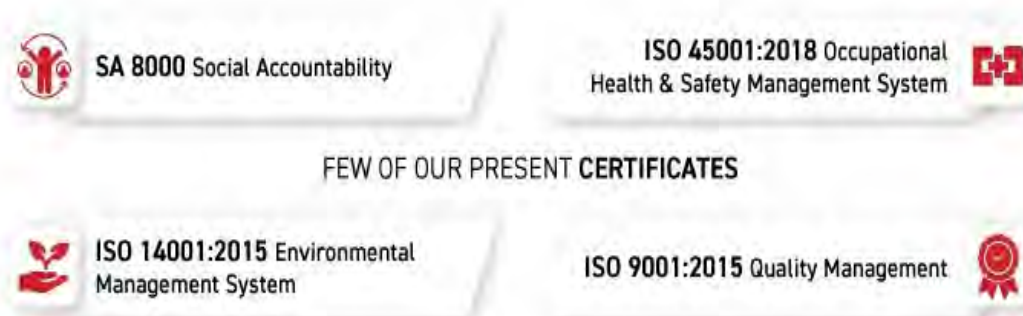 SA 8000 Social Accountability
ISO 45001:2018 Occupational
Health & Safety Management System
FEW OF OUR PRESENT CERTIFICATES
ISO 14001:2015 Environmental
Management System
ISO 9001:2015 Quality Management